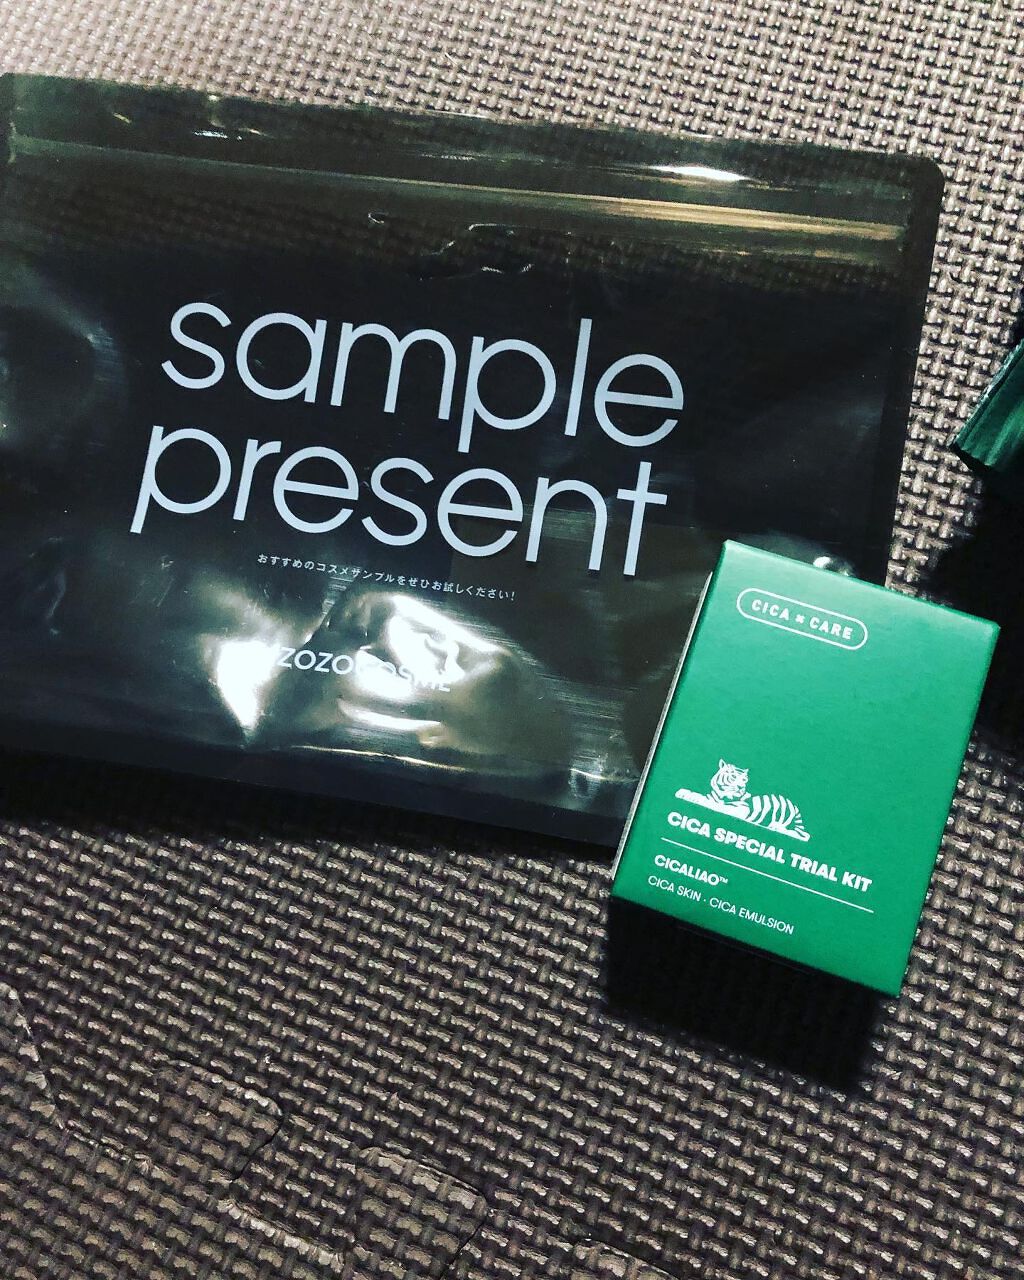 sample
present
おすすめのコスメサンプルをぜひお試しください!
ZOZOCOSME
CICA × CARE
CICA SPECIAL TRIAL KIT
CICALIAO™
CICA SKIN · CICA EMULSION